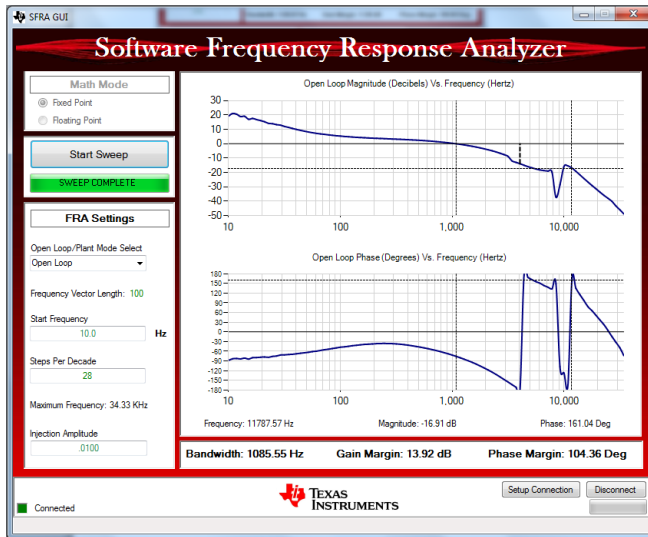 SFRA GUI
Software Frequency Response Analyzer
Math Mode
Fixed Point
Floating Point
Start Sweep
SWEEP COMPLETE
FRA Settings
Open Loop/Plant Mode Select
Open Loop
Frequency Vector Length: 100
Start Frequency
10.0 Hz
Steps Per Decade
28
Maximum Frequency: 34.33 KHz
Injection Amplitude
.0100
Open Loop Magnitude (Decibels) Vs. Frequency (Hertz)
30
20
10
0
-10
-20
-30
-40
-50
10 100 1,000 10,000
Open Loop Phase (Degrees) Vs. Frequency (Hertz)
180
150
120
90
60
30
0
-30
-60
-90
-120
-150
-180
10 100 1,000 10,000
Frequency: 11787.57 Hz Magnitude: -16.91 dB Phase: 161.04 Deg
Bandwidth: 1085.55 Hz Gain Margin: 13.92 dB Phase Margin: 104.36 Deg
TEXAS
INSTRUMENTS
Setup Connection Disconnect
Connected